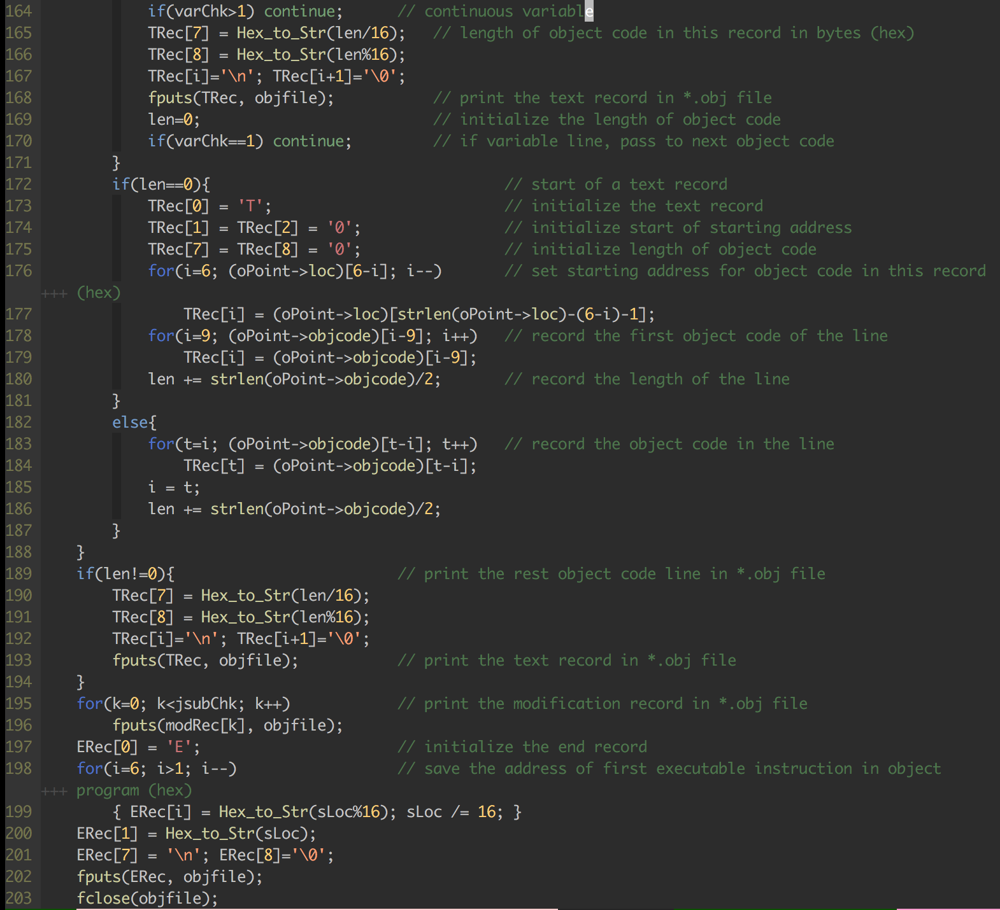 164             if(varChk>1) continue;      // continuous variable
165             TRec[7] = Hex_to_Str(len/16);   // length of object code in this record in bytes (hex)
166             TRec[8] = Hex_to_Str(len%16);
167             TRec[i]='\n'; TRec[i+1]='\0';
168             fputs(TRec, objfile);           // print the text record in *.obj file
169             len=0;                          // initialize the length of object code
170             if(varChk==1) continue;         // if variable line, pass to next object code
171         }
172         if(len==0){                                 // start of a text record
173             TRec[0] = 'T';                          // initialize the text record
174             TRec[1] = TRec[2] = '0';                // initialize start of starting address
175             TRec[7] = TRec[8] = '0';                // initialize length of object code
176             for(i=6; (oPoint->loc)[6-i]; i--)       // set starting address for object code in this record
    +++ (hex)
177                 TRec[i] = (oPoint->loc)[strlen(oPoint->loc)-(6-i)-1];
178             for(i=9; (oPoint->objcode)[i-9]; i++)   // record the first object code of the line
179                 TRec[i] = (oPoint->objcode)[i-9];
180             len += strlen(oPoint->objcode)/2;       // record the length of the line
181         }
182         else{
183             for(t=i; (oPoint->objcode)[t-i]; t++)   // record the object code in the line
184                 TRec[t] = (oPoint->objcode)[t-i];
185             i = t;
186             len += strlen(oPoint->objcode)/2;
187         }
188     }
189     if(len!=0){                         // print the rest object code line in *.obj file
190         TRec[7] = Hex_to_Str(len/16);
191         TRec[8] = Hex_to_Str(len%16);
192         TRec[i]='\n'; TRec[i+1]='\0';
193         fputs(TRec, objfile);           // print the text record in *.obj file
194     }
195     for(k=0; k<jsubChk; k++)            // print the modification record in *.obj file
196         fputs(modRec[k], objfile);
197     ERec[0] = 'E';                      // initialize the end record
198     for(i=6; i>1; i--)                  // save the address of first executable instruction in object
    +++ program (hex)
199         { ERec[i] = Hex_to_Str(sLoc%16); sLoc /= 16; }
200     ERec[1] = Hex_to_Str(sLoc);
201     ERec[7] = '\n'; ERec[8]='\0';
202     fputs(ERec, objfile);
203     fclose(objfile);